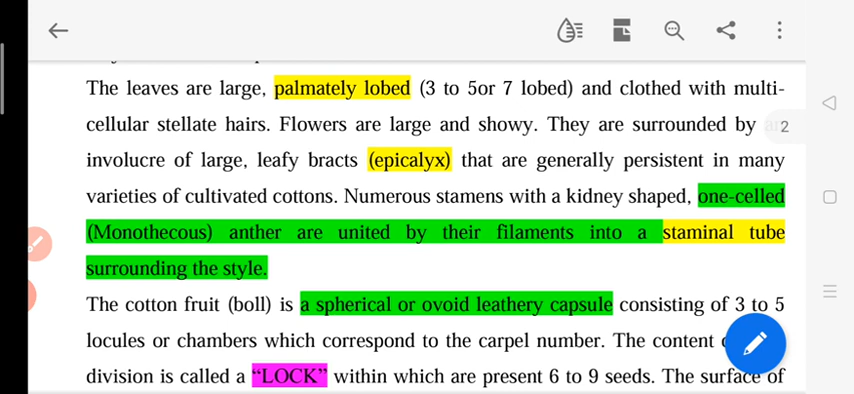 The leaves are large, palmately lobed (3 to 5or 7 lobed) and clothed with multi-
cellular stellate hairs. Flowers are large and showy. They are surrounded by
2
involucre of large, leafy bracts (epicalyx) that are generally persistent in many
varieties of cultivated cottons. Numerous stamens with a kidney shaped, one-celled
(Monothecous) anther are united by their filaments into a staminal tube
surrounding the style.
The cotton fruit (boll) is a spherical or ovoid leathery capsule consisting of 3 to 5
locules or chambers which correspond to the carpel number. The content
division is called a “LOCK” within which are present 6 to 9 seeds. The surface of